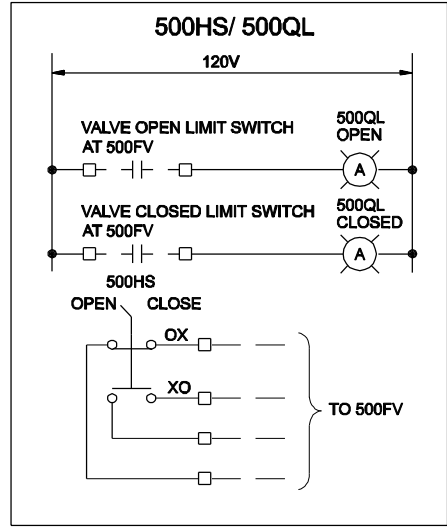 500HS/ 500QL
120V
VALVE OPEN LIMIT SWITCH
AT 500FV
500QL
OPEN
A
VALVE CLOSED LIMIT SWITCH
AT 500FV
500QL
CLOSED
A
500HS
OPEN CLOSE
OX
XO
TO 500FV